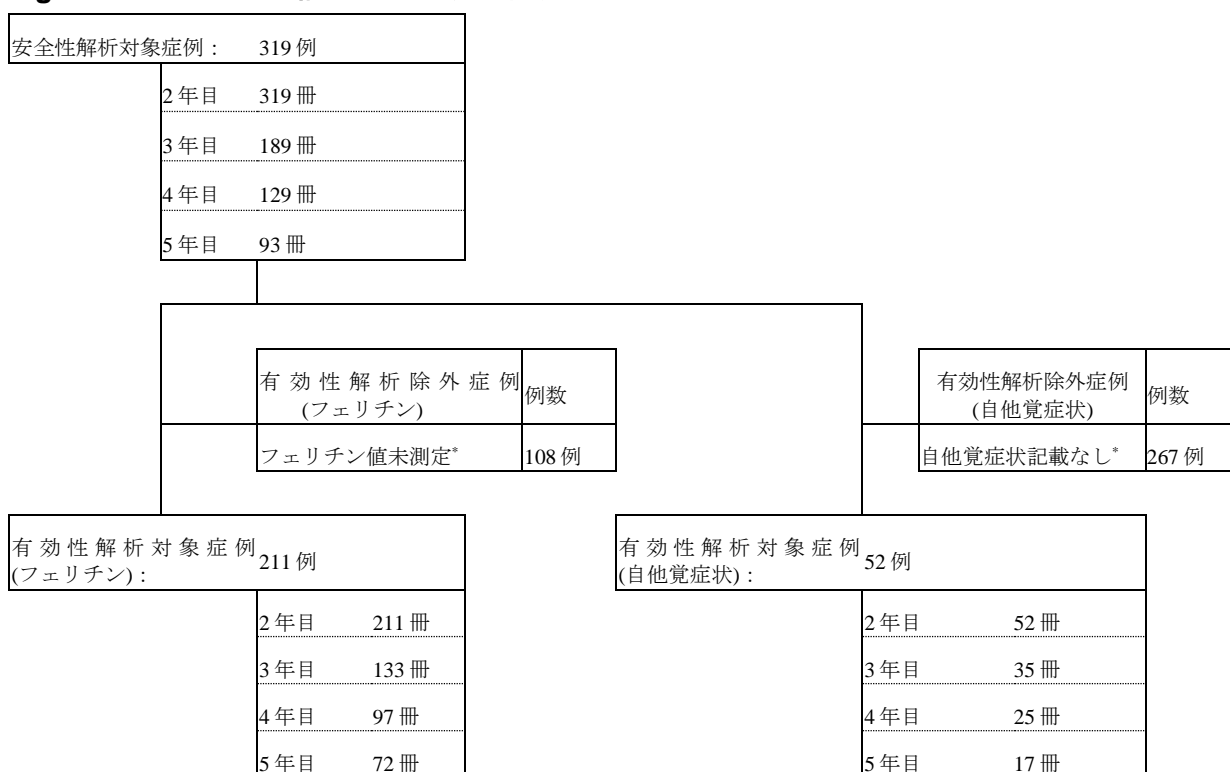 安全性解析対象症例： 319 例
2 年目 319 冊
3 年目 189 冊
4 年目 129 冊
5 年目 93 冊
有効性解析除外症例
(フェリチン)
例数
フェリチン値未測定* 108 例
有効性解析除外症例
(自他覚症状)
例数
自他覚症状記載なし* 267 例
有効性解析対象症例
(フェリチン)：
211 例
2 年目 211 冊
3 年目 133 冊
4 年目 97 冊
5 年目 72 冊
有効性解析対象症例
(自他覚症状)：
52 例
2 年目 52 冊
3 年目 35 冊
4 年目 25 冊
5 年目 17 冊